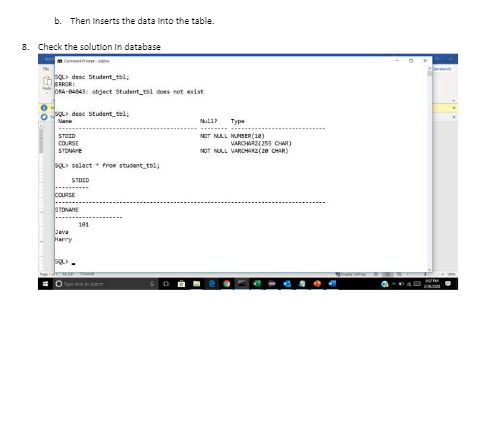 b. Then Inserts the data Into the table.
8. Check the solution In database
Command Prompt - sqlplus
File
Paste
SQL> desc Student_tbl;
ERROR:
ORA-04043: object Student_tbl does not exist
SQL> desc Student_tbl;
Name Null? Type
STDID NOT NULL NUMBER(10)
COURSE VARCHAR2(255 CHAR)
STDNAME NOT NULL VARCHAR2(20 CHAR)
SQL> select * from student_tbl;
STDID
COURSE
STDNAME
101
Java
Harry
SQL>
Type here to search